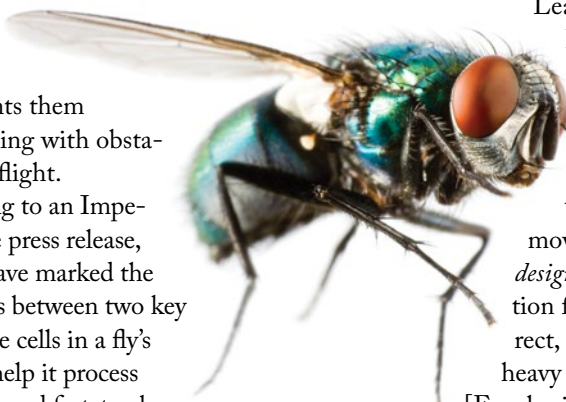 nts them
ing with obsta-
flight.
g to an Impe-
e press release,
ave marked the
s between two key
e cells in a fly's
help it process
Lea
mov
desig
tion f
rect,
heavy